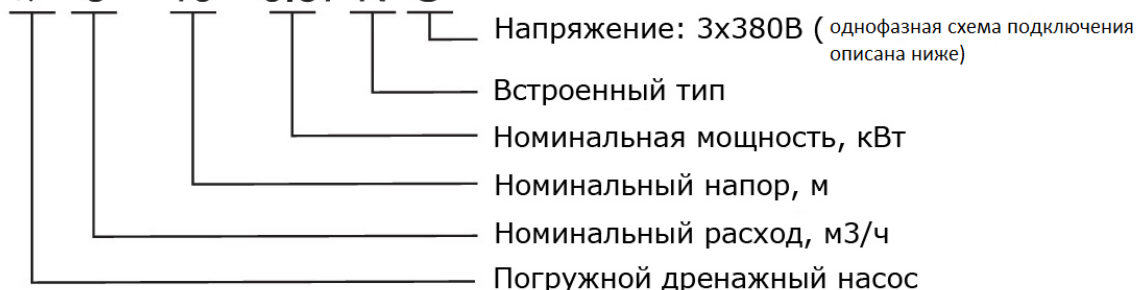 Напряжение: 3х380В ( однофазная схема подключения
описана ниже)
Встроенный тип
Номинальная мощность, кВт
Номинальный напор, м
Номинальный расход, м3/ч
Погружной дренажный насос